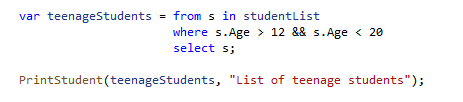 var teenageStudents = from s in studentList
where s.Age > 12 && s.Age < 20
select s;
PrintStudent(teenageStudents, "List of teenage students");